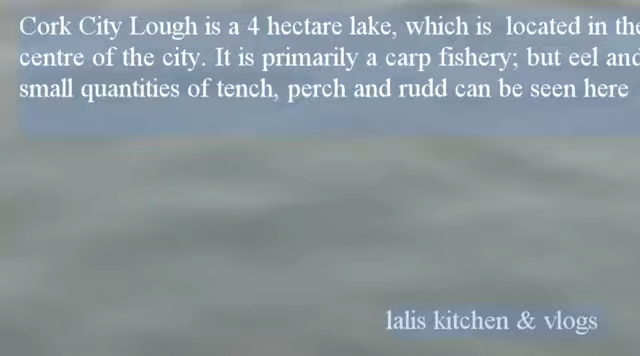 Cork City Lough is a 4 hectare lake, which is located in the
centre of the city. It is primarily a carp fishery; but eel and
small quantities of tench, perch and rudd can be seen here
lalis kitchen & vlogs